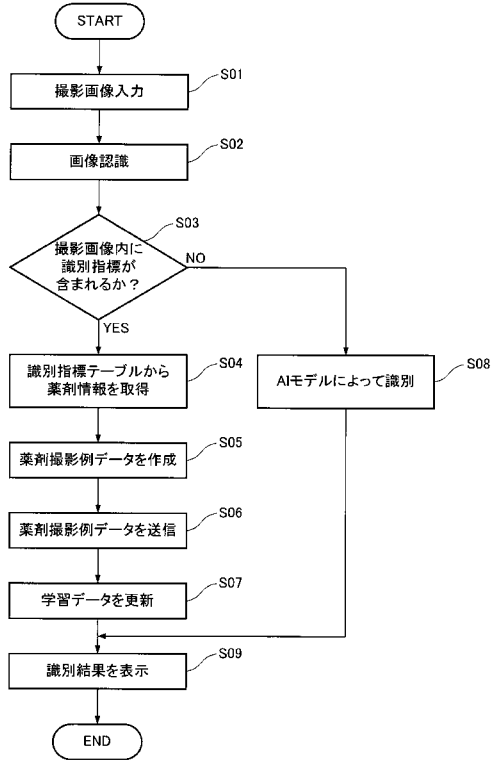 START
S01
撮影画像入力
S02
画像認識
S03
撮影画像内に
識別指標が
含まれるか？
NO
YES
S04
識別指標テーブルから
薬剤情報を取得
S08
AIモデルによって識別
S05
薬剤撮影例データを作成
S06
薬剤撮影例データを送信
S07
学習データを更新
S09
識別結果を表示
END